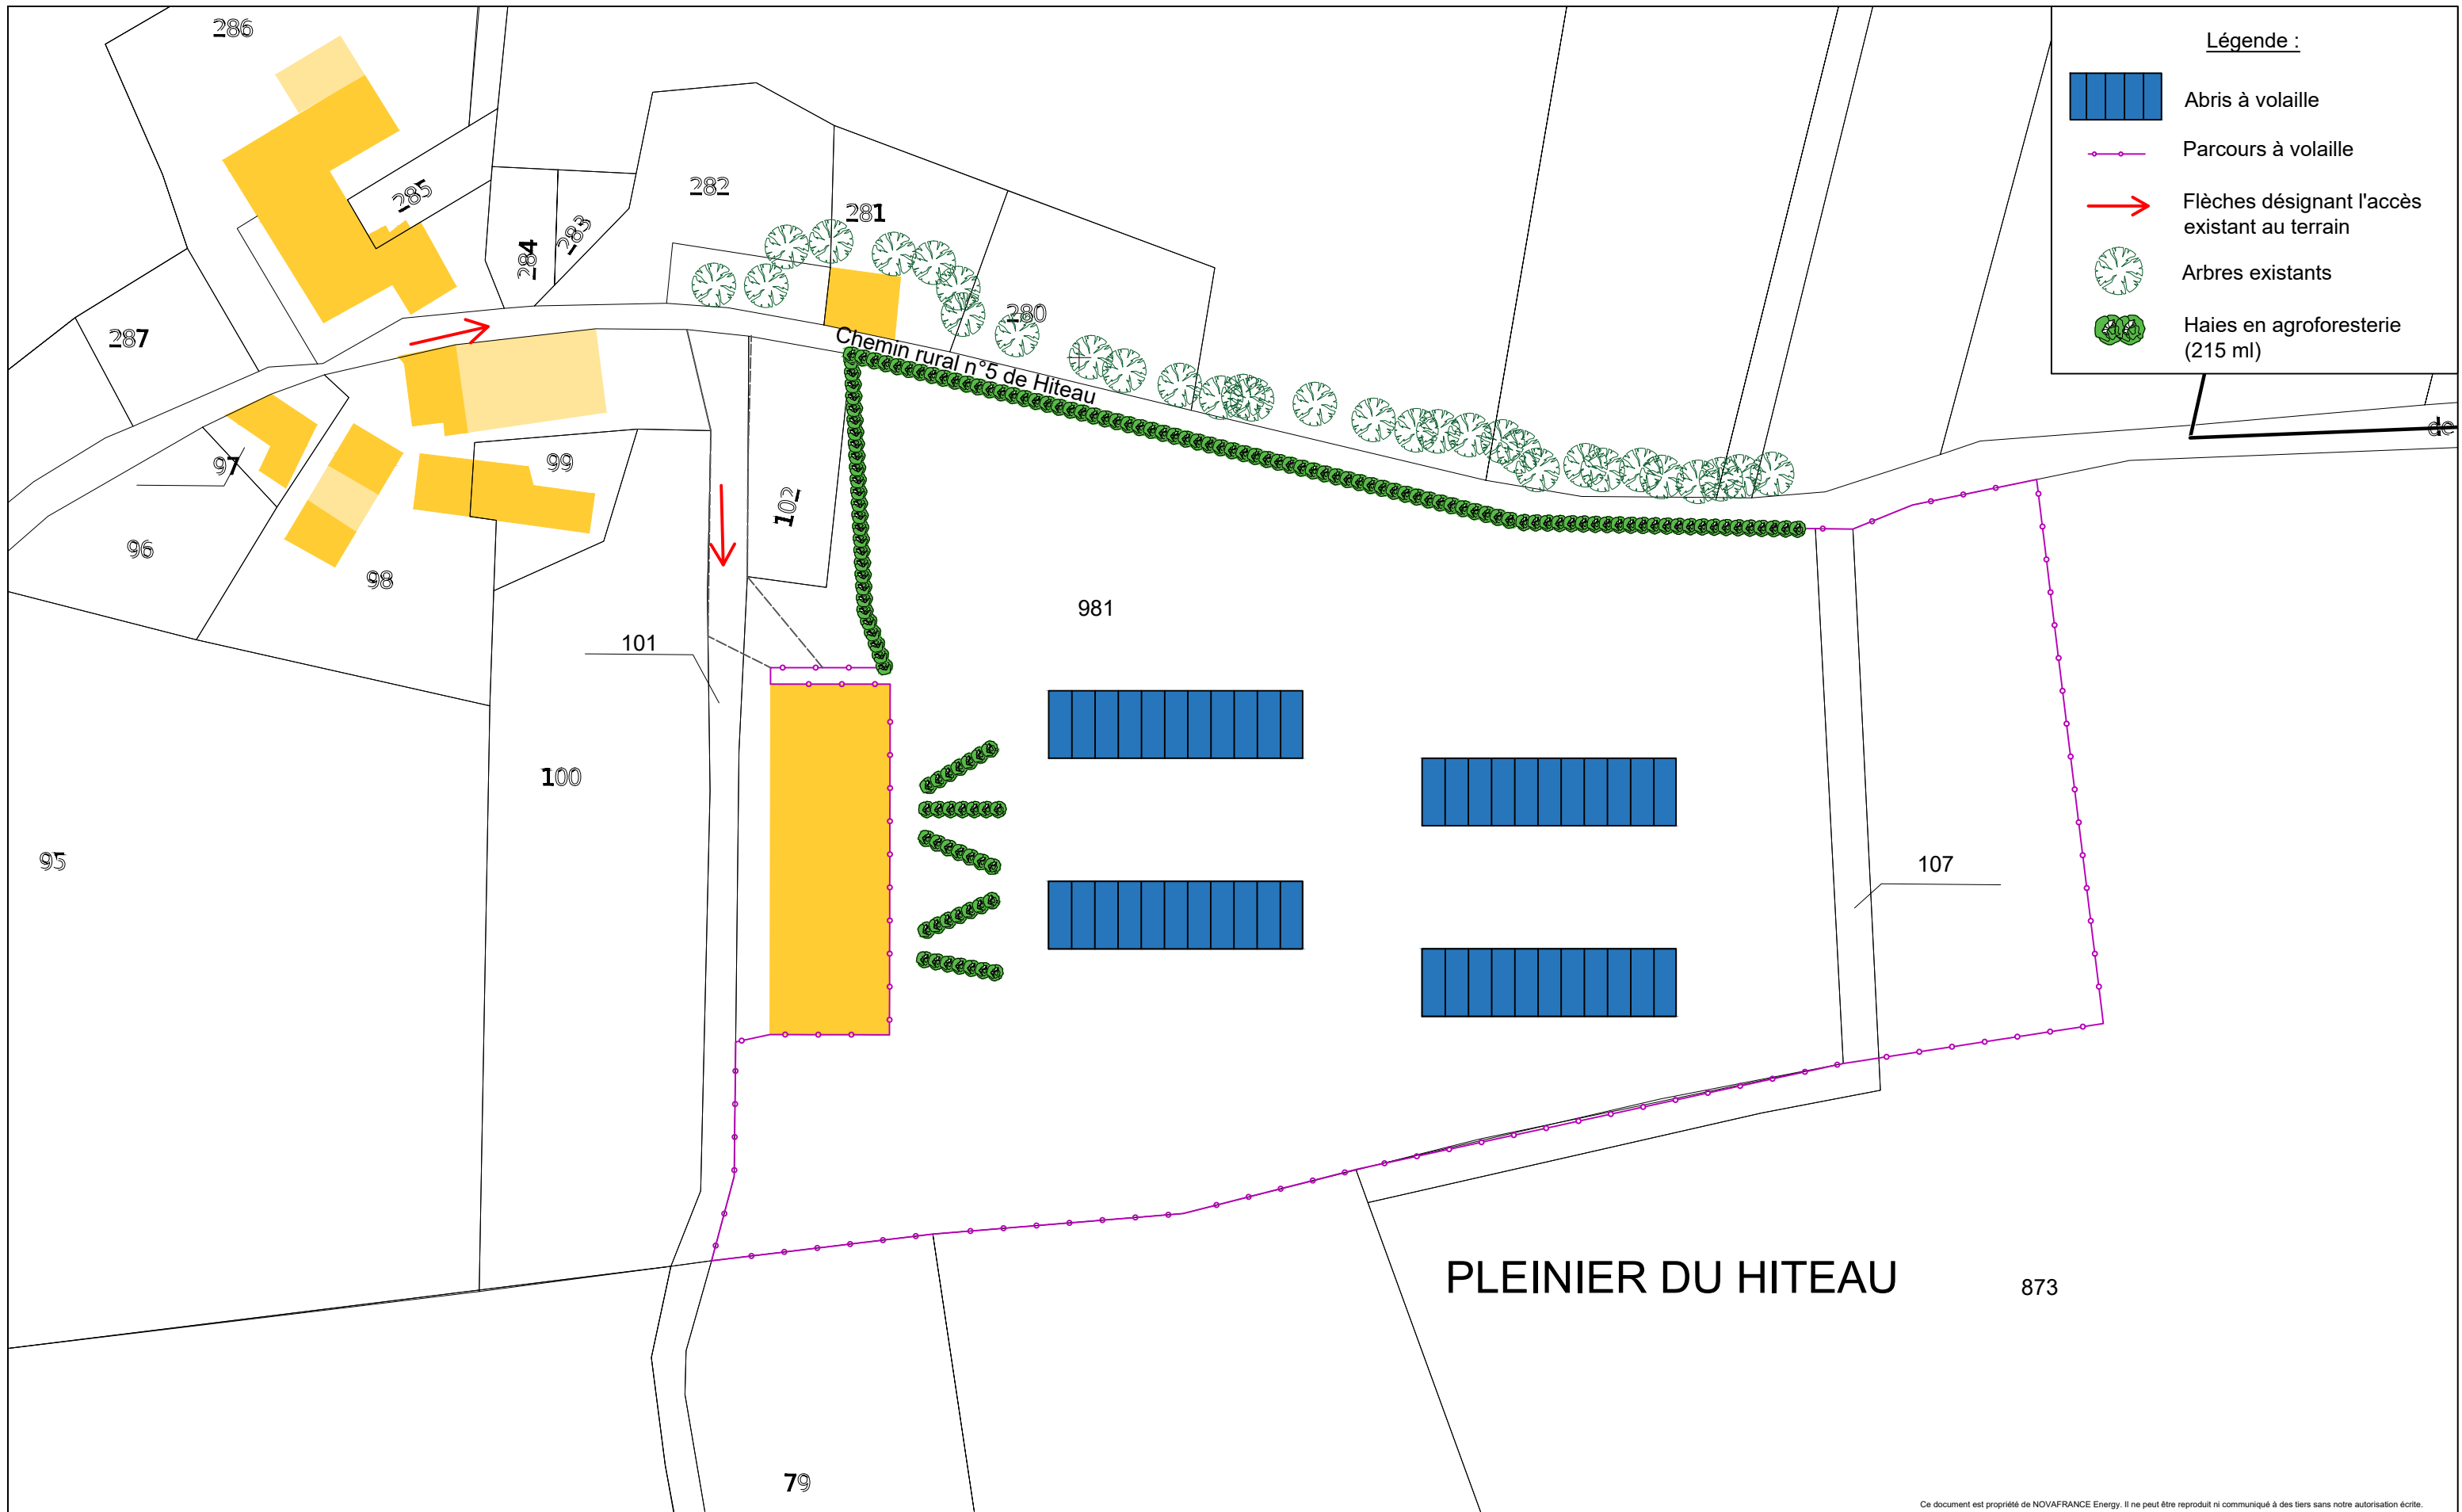 286
Légende :
Abris à volaille
Parcours à volaille
Flèches désignant l'accès
existant au terrain
Arbres existants
Haies en agroforesterie
(215 ml)
285
282
281
284
283
280
287
Chemin rural n°5 de Hiteau
de
97
99
102
96
98
981
101
100
95
107
PLEINIER DU HITEAU
873
79
Ce document est propriété de NOVAFRANCE Energy. Il ne peut être reproduit ni communiqué à des tiers sans notre autorisation écrite.